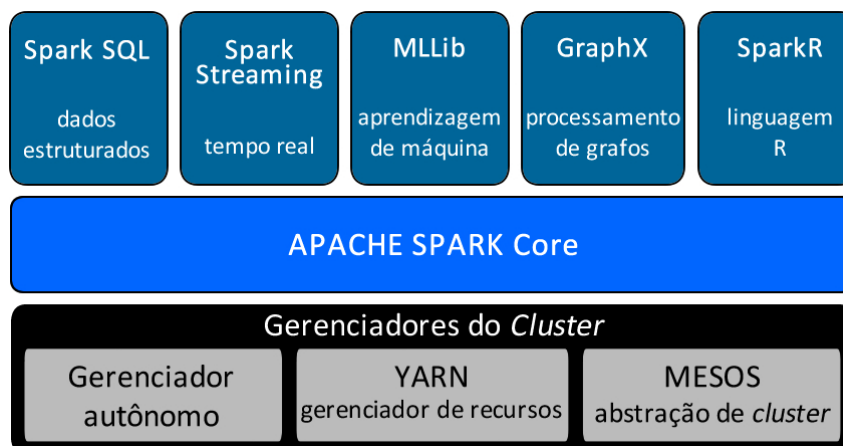 Spark SQL
dados
estruturados
Spark
Streaming
tempo real
MLLib
aprendizagem
de máquina
GraphX
processamento
de grafos
SparkR
linguagem
R
APACHE SPARK Core
Gerenciadores do Cluster
Gerenciador
autônomo
YARN
gerenciador de recursos
MESOS
abstração de cluster